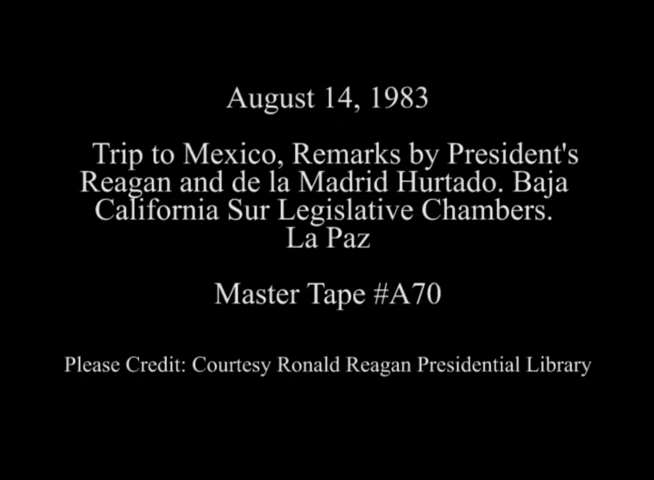 August 14, 1983
Trip to Mexico, Remarks by President's
Reagan and de la Madrid Hurtado. Baja
California Sur Legislative Chambers.
La Paz
Master Tape #A70
Please Credit: Courtesy Ronald Reagan Presidential Library